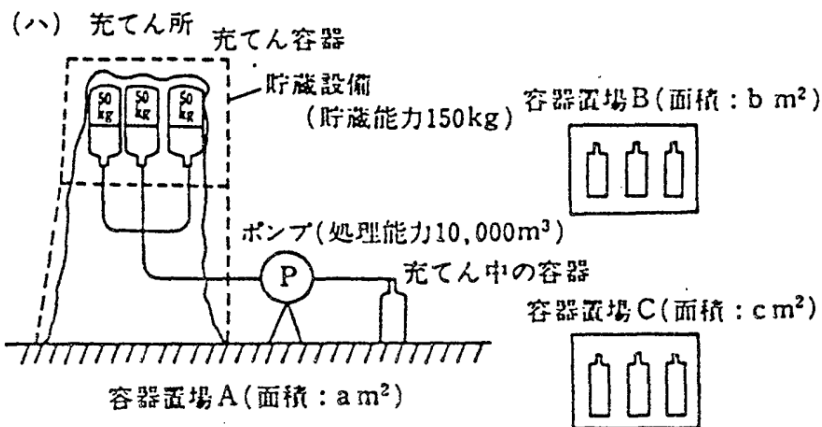 (ハ) 充てん所
充てん容器
50kg 50kg 50kg
貯蔵設備
(貯蔵能力150kg)
容器置場B(面積：bm²)
ポンプ(処理能力10,000m³)
P
充てん中の容器
容器置場C(面積：cm²)
容器置場A(面積：am²)